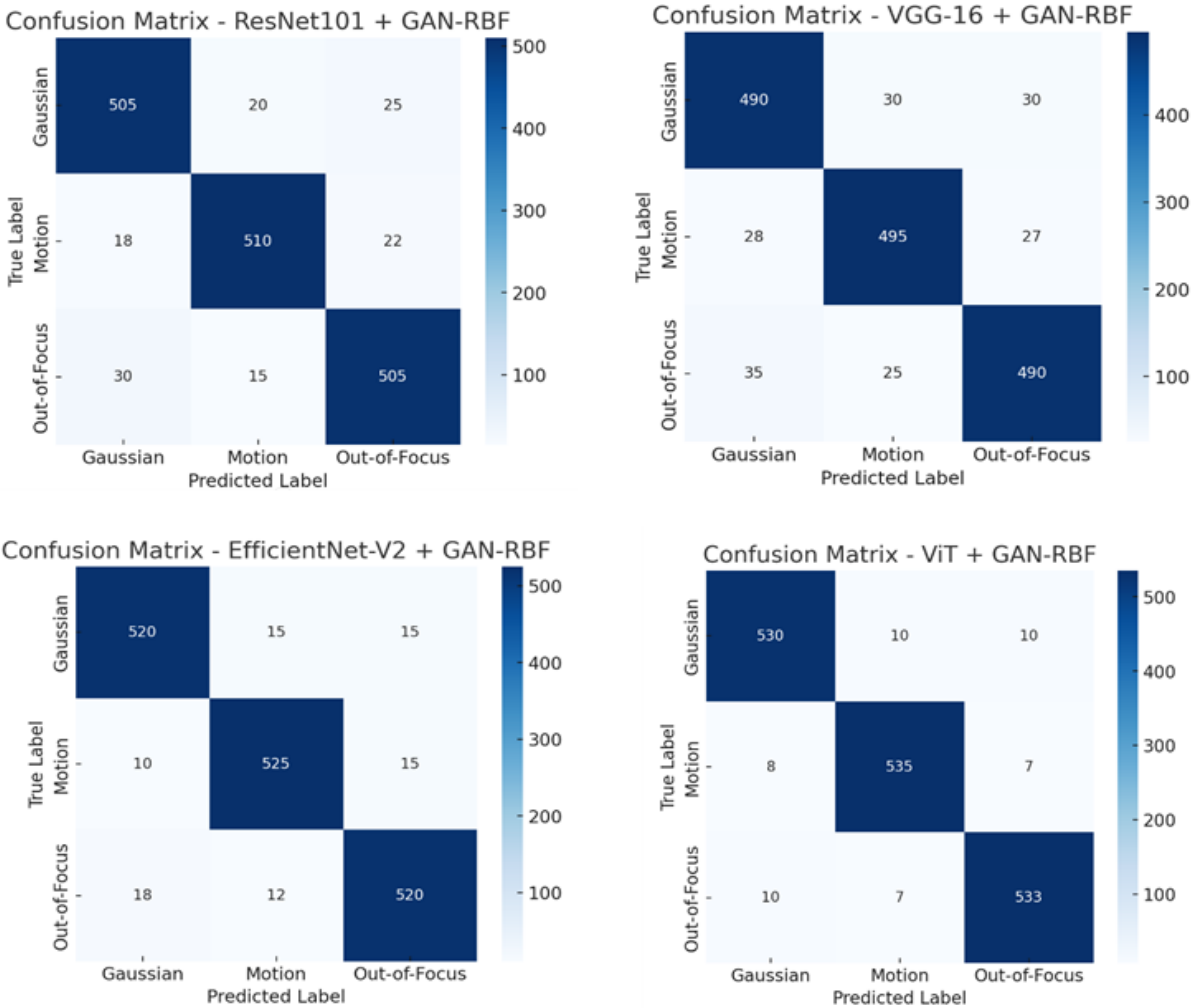 Confusion Matrix - ResNet101 + GAN-RBF
505 20 25
18 510 22
30 15 505
Gaussian
Motion
Out-of-Focus
True Label
Gaussian Motion Out-of-Focus
Predicted Label
500
400
300
200
100
Confusion Matrix - VGG-16 + GAN-RBF
490 30 30
28 495 27
35 25 490
Gaussian
Motion
Out-of-Focus
True Label
Gaussian Motion Out-of-Focus
Predicted Label
400
300
200
100
Confusion Matrix - EfficientNet-V2 + GAN-RBF
520 15 15
10 525 15
18 12 520
Gaussian
Motion
Out-of-Focus
True Label
Gaussian Motion Out-of-Focus
Predicted Label
500
400
300
200
100
Confusion Matrix - ViT + GAN-RBF
530 10 10
8 535 7
10 7 533
Gaussian
Motion
Out-of-Focus
True Label
Gaussian Motion Out-of-Focus
Predicted Label
500
400
300
200
100